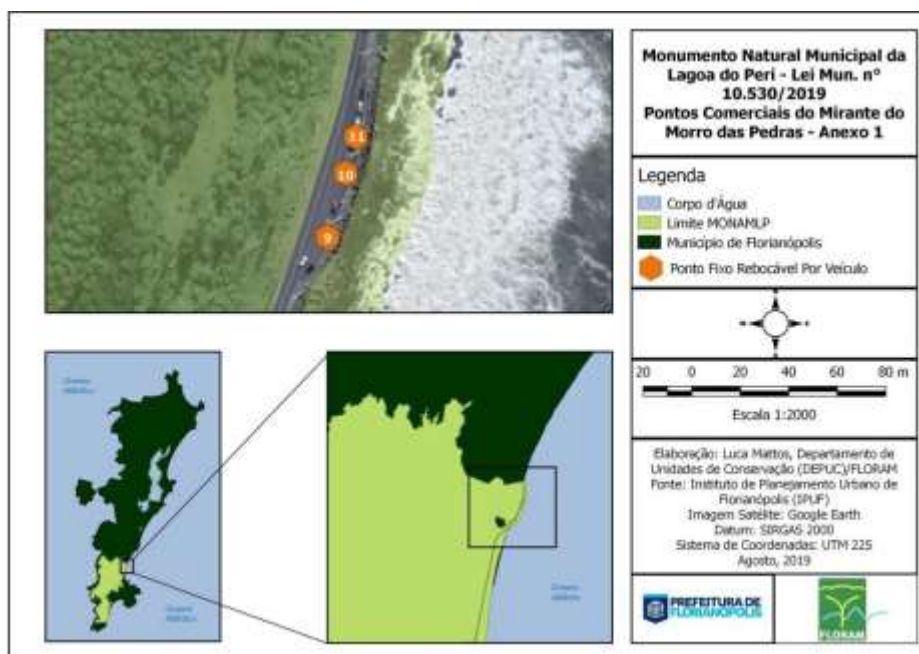 11
10
9
Monumento Natural Municipal da
Lagoa do Peri - Lei Mun. nº
10.530/2019
Pontos Comerciais do Mirante do
Morro das Pedras - Anexo 1
Legenda
Corpo d'Água
Limite MONAMLP
Município de Florianópolis
Ponto Fixo Rebocável Por Veículo
20 0 20 40 60 80 m
Escala 1:2000
Elaboração: Luca Mattos, Departamento de
Unidades de Conservação (DEPUC)/FLORAM
Fonte: Instituto de Planejamento Urbano de
Florianópolis (IPUF)
Imagem Satélite: Google Earth
Datum: SIRGAS 2000
Sistema de Coordenadas: UTM 22S
Agosto, 2019
PREFEITURA DE
FLORIANÓPOLIS
FLORAM